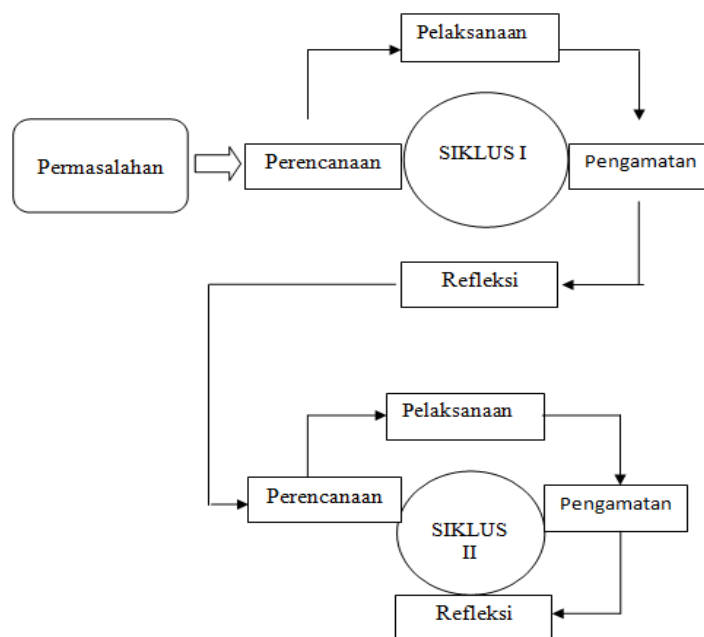 Pelaksanaan
Permasalahan
Perencanaan
SIKLUS I
Pengamatan
Refleksi
Pelaksanaan
Perencanaan
SIKLUS
II
Pengamatan
Refleksi